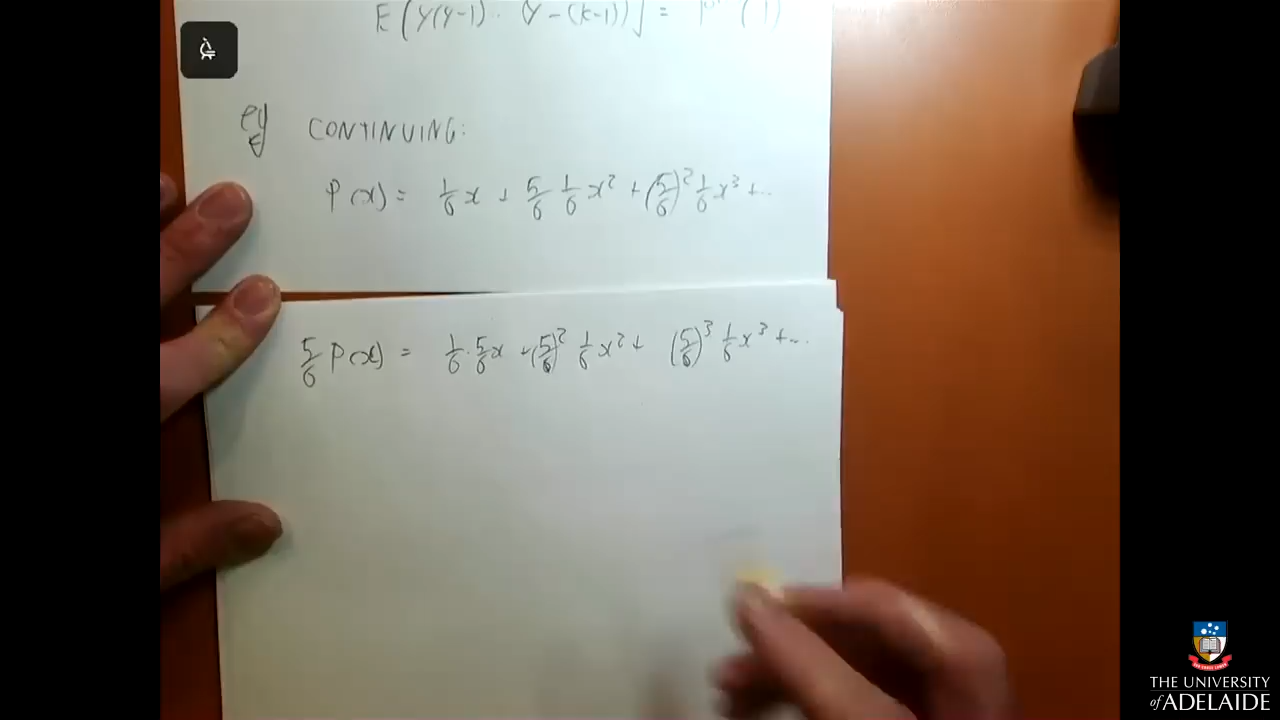 E[Y(Y-1)..(Y-(k-1))] = P (1)
eg CONTINUING:
P(x) = 1/6 x + 5/6 1/6 x² + (5/6)² 1/6 x³ + ...
5/6 P(x) = 1/6 · 5/6 x + (5/6)² 1/6 x² + (5/6)³ 1/6 x³ + ...
THE UNIVERSITY
of ADELAIDE